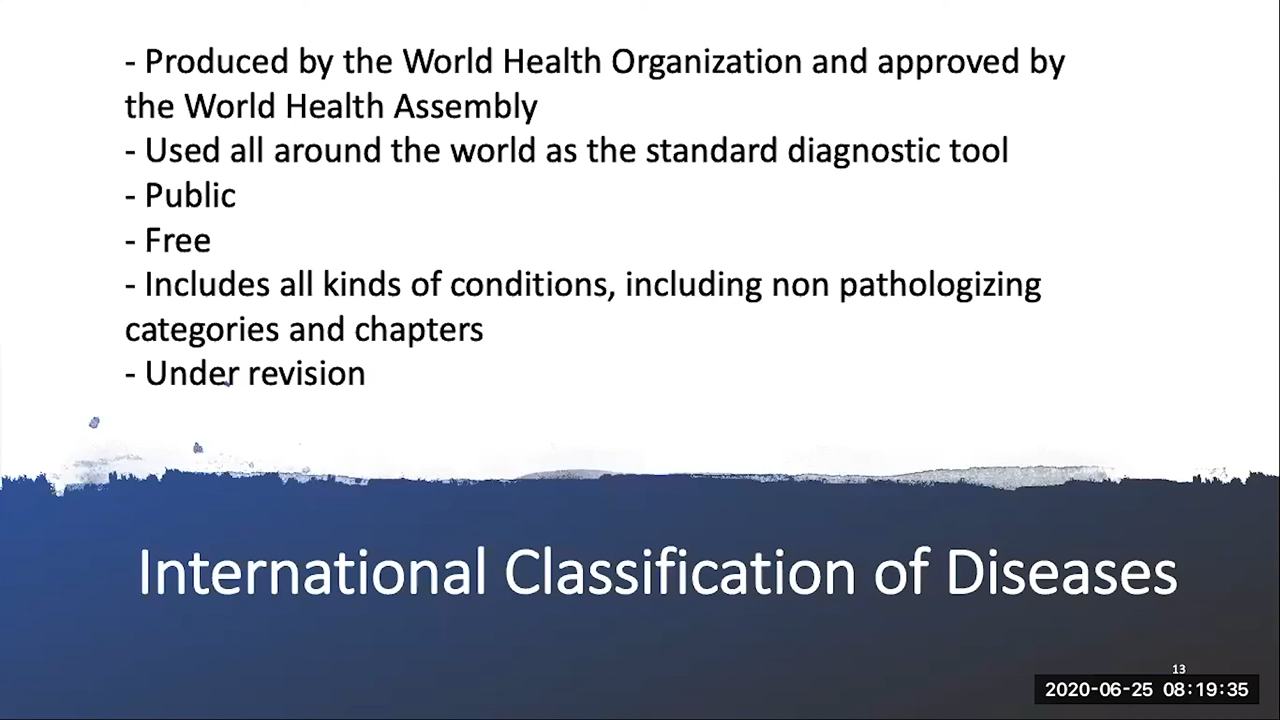 - Produced by the World Health Organization and approved by
the World Health Assembly
- Used all around the world as the standard diagnostic tool
- Public
- Free
- Includes all kinds of conditions, including non pathologizing
categories and chapters
- Under revision
International Classification of Diseases
13
2020-06-25 08:19:35